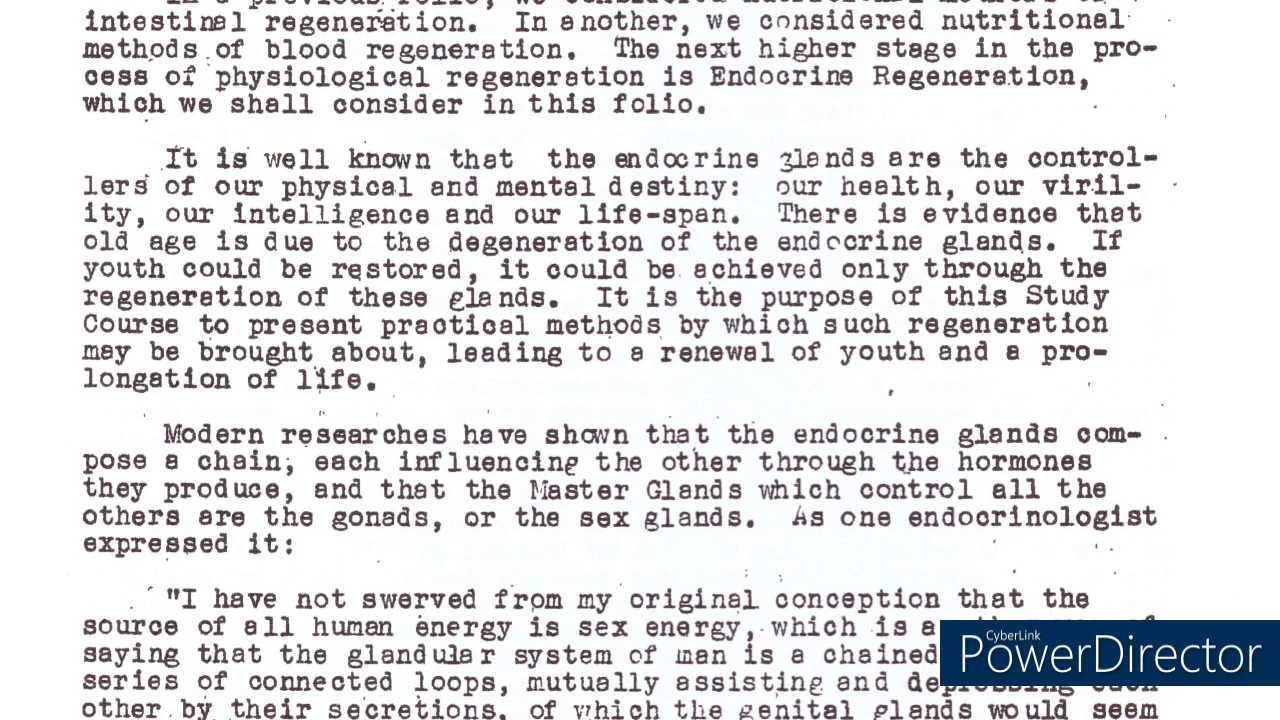 intestinal regeneration. In another, we considered nutritional
methods of blood regeneration. The next higher stage in the pro-
cess of physiological regeneration is Endocrine Regeneration,
which we shall consider in this folio.
It is well known that the endocrine glands are the control-
lers of our physical and mental destiny: our health, our viril-
ity, our intelligence and our life-span. There is evidence that
old age is due to the degeneration of the endocrine glands. If
youth could be restored, it could be achieved only through the
regeneration of these glands. It is the purpose of this Study
Course to present practical methods by which such regeneration
may be brought about, leading to a renewal of youth and a pro-
longation of life.
Modern researches have shown that the endocrine glands com-
pose a chain, each influencing the other through the hormones
they produce, and that the Master Glands which control all the
others are the gonads, or the sex glands. As one endocrinologist
expressed it:
"I have not swerved from my original conception that the
source of all human energy is sex energy, which is a
saying that the glandular system of man is a chained
series of connected loops, mutually assisting and depressing each
other by their secretions, of which the genital glands would seem
CyberLink
PowerDirector